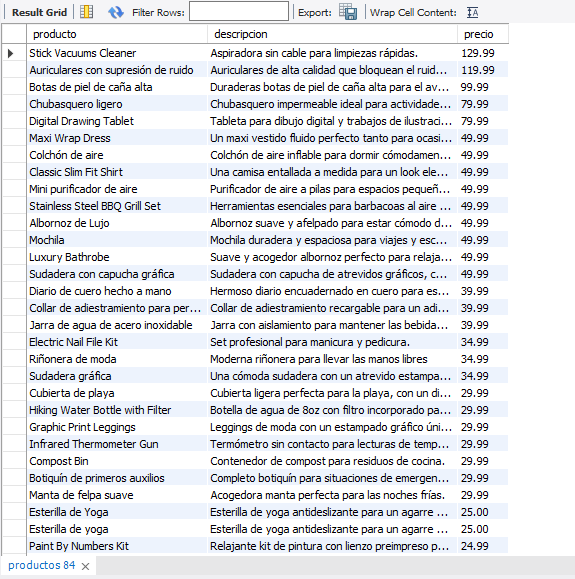 Result Grid Filter Rows: Export: Wrap Cell Content:
producto descripcion precio
Stick Vacuums Cleaner Aspiradora sin cable para limpiezas rápidas. 129.99
Auriculares con supresión de ruido Auriculares de alta calidad que bloquean el ruid... 119.99
Botas de piel de caña alta Duraderas botas de piel de caña alta para el av... 99.99
Chubasquero ligero Chubasquero impermeable ideal para actividade... 79.99
Digital Drawing Tablet Tableta para dibujo digital y trabajos de ilustraci... 79.99
Maxi Wrap Dress Un maxi vestido fluido perfecto tanto para ocasi... 49.99
Colchón de aire Colchón de aire inflable para dormir cómodamen... 49.99
Classic Slim Fit Shirt Una camisa entallada a medida para un look ele... 49.99
Mini purificador de aire Purificador de aire a pilas para espacios pequeñ... 49.99
Stainless Steel BBQ Grill Set Herramientas esenciales para barbacoas al aire ... 49.99
Albornoz de Lujo Albornoz suave y afelpado para estar cómodo d... 49.99
Mochila Mochila duradera y espaciosa para viajes y esc... 49.99
Luxury Bathrobe Suave y acogedor albornoz perfecto para relaja... 49.99
Sudadera con capucha gráfica Sudadera con capucha de atrevidos gráficos, c... 49.99
Diario de cuero hecho a mano Hermoso diario encuadernado en cuero para es... 39.99
Collar de adiestramiento para per... Collar de adiestramiento recargable para un adi... 39.99
Jarra de agua de acero inoxidable Jarra con aislamiento para mantener las bebida... 39.99
Electric Nail File Kit Set profesional para manicura y pedicura. 34.99
Riñonera de moda Moderna riñonera para llevar las manos libres 34.99
Sudadera gráfica Una cómoda sudadera con un atrevido estampa... 34.99
Cubierta de playa Cubierta ligera perfecta para la playa, con un di... 29.99
Hiking Water Bottle with Filter Botella de agua de 8oz con filtro incorporado pa... 29.99
Graphic Print Leggings Leggings de moda con un estampado gráfico úni... 29.99
Infrared Thermometer Gun Termómetro sin contacto para lecturas de temp... 29.99
Compost Bin Contenedor de compost para residuos de cocina. 29.99
Botiquín de primeros auxilios Completo botiquín para situaciones de emergen... 29.99
Manta de felpa suave Acogedora manta perfecta para las noches frías. 29.99
Esterilla de Yoga Esterilla de yoga antideslizante para un agarre ... 25.00
Esterilla de yoga Esterilla de yoga antideslizante para un agarre ... 25.00
Paint By Numbers Kit Relajante kit de pintura con lienzo preimpreso p... 24.99
productos 84